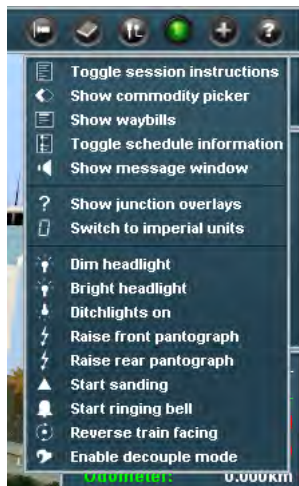 Toggle session instructions
Show commodity picker
Show waybills
Toggle schedule information
Show message window
Show junction overlays
Switch to imperial units
Dim headlight
Bright headlight
Ditchlights on
Raise front pantograph
Raise rear pantograph
Start sanding
Start ringing bell
Reverse train facing
Enable decouple mode
Odometer: 0.000km